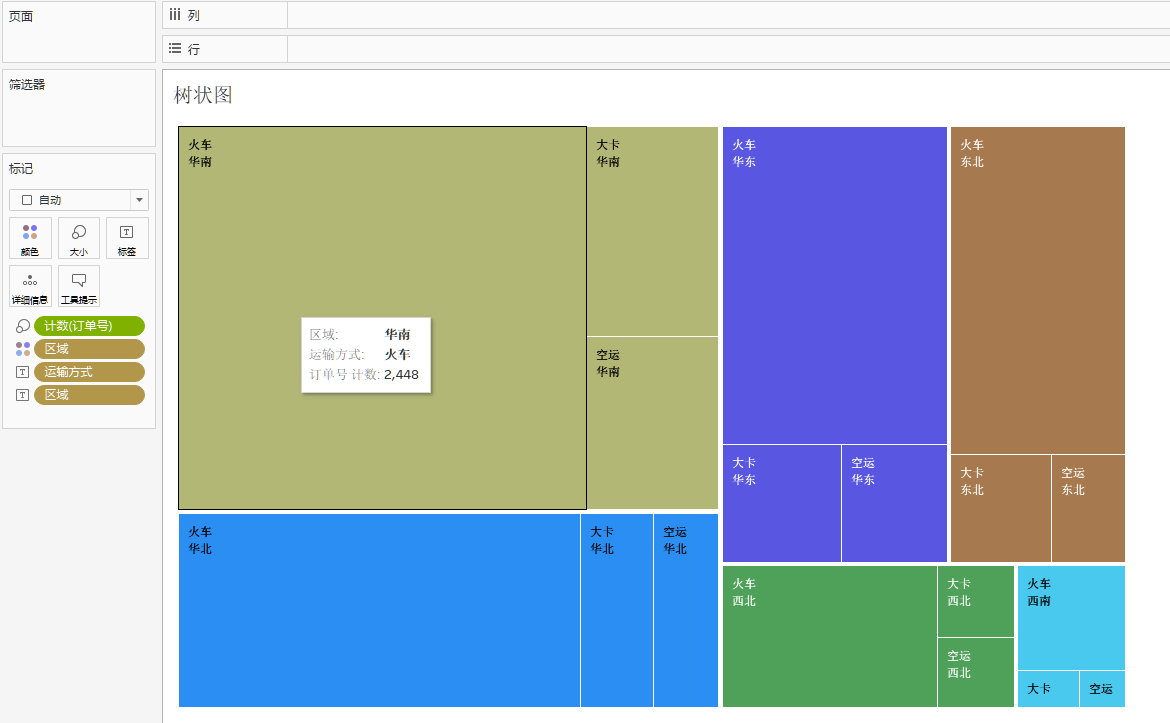 页面
列
行
筛选器
标记
自动
颜色
大小
标签
详细信息
工具提示
计数(订单号)
区域
运输方式
区域
树状图
火车
华南
大卡
华南
空运
华南
区域: 华南
运输方式: 火车
订单号 计数: 2,448
火车
华东
大卡
华东
空运
华东
火车
东北
大卡
东北
空运
东北
火车
华北
大卡
华北
空运
华北
火车
西北
大卡
西北
空运
西北
火车
西南
大卡
空运